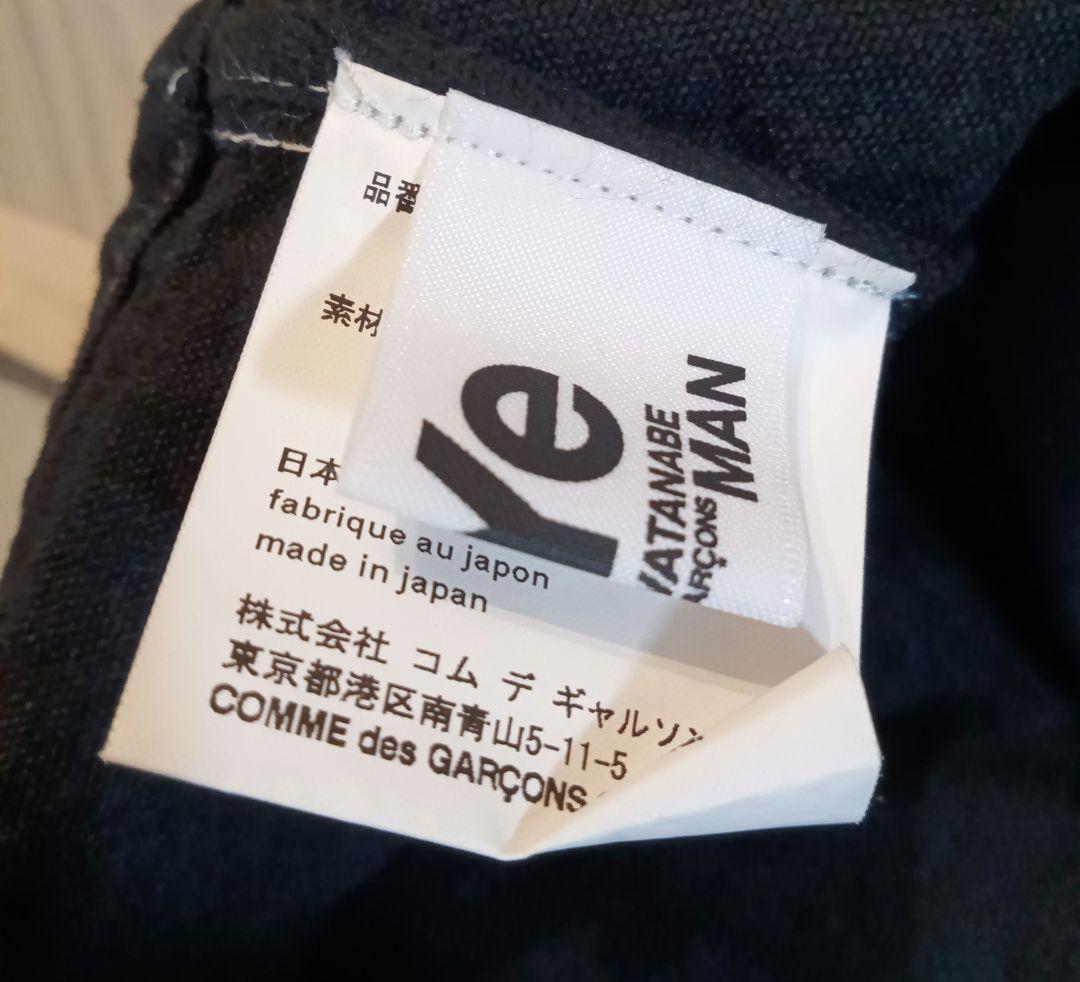 品番
素材
日本
fabrique au japon
made in japan
株式会社 コム デ ギャルソン
東京都港区南青山5-11-5
COMME des GARÇONS
Ye
WATANABE
GARÇONS MAN